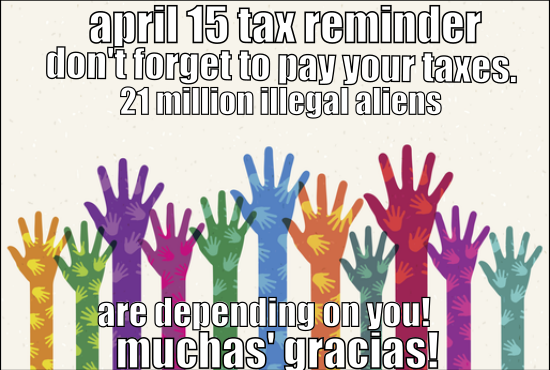 april 15 tax reminder
don't forget to pay your taxes.
21 million illegal aliens
are depending on you!
muchas' gracias!